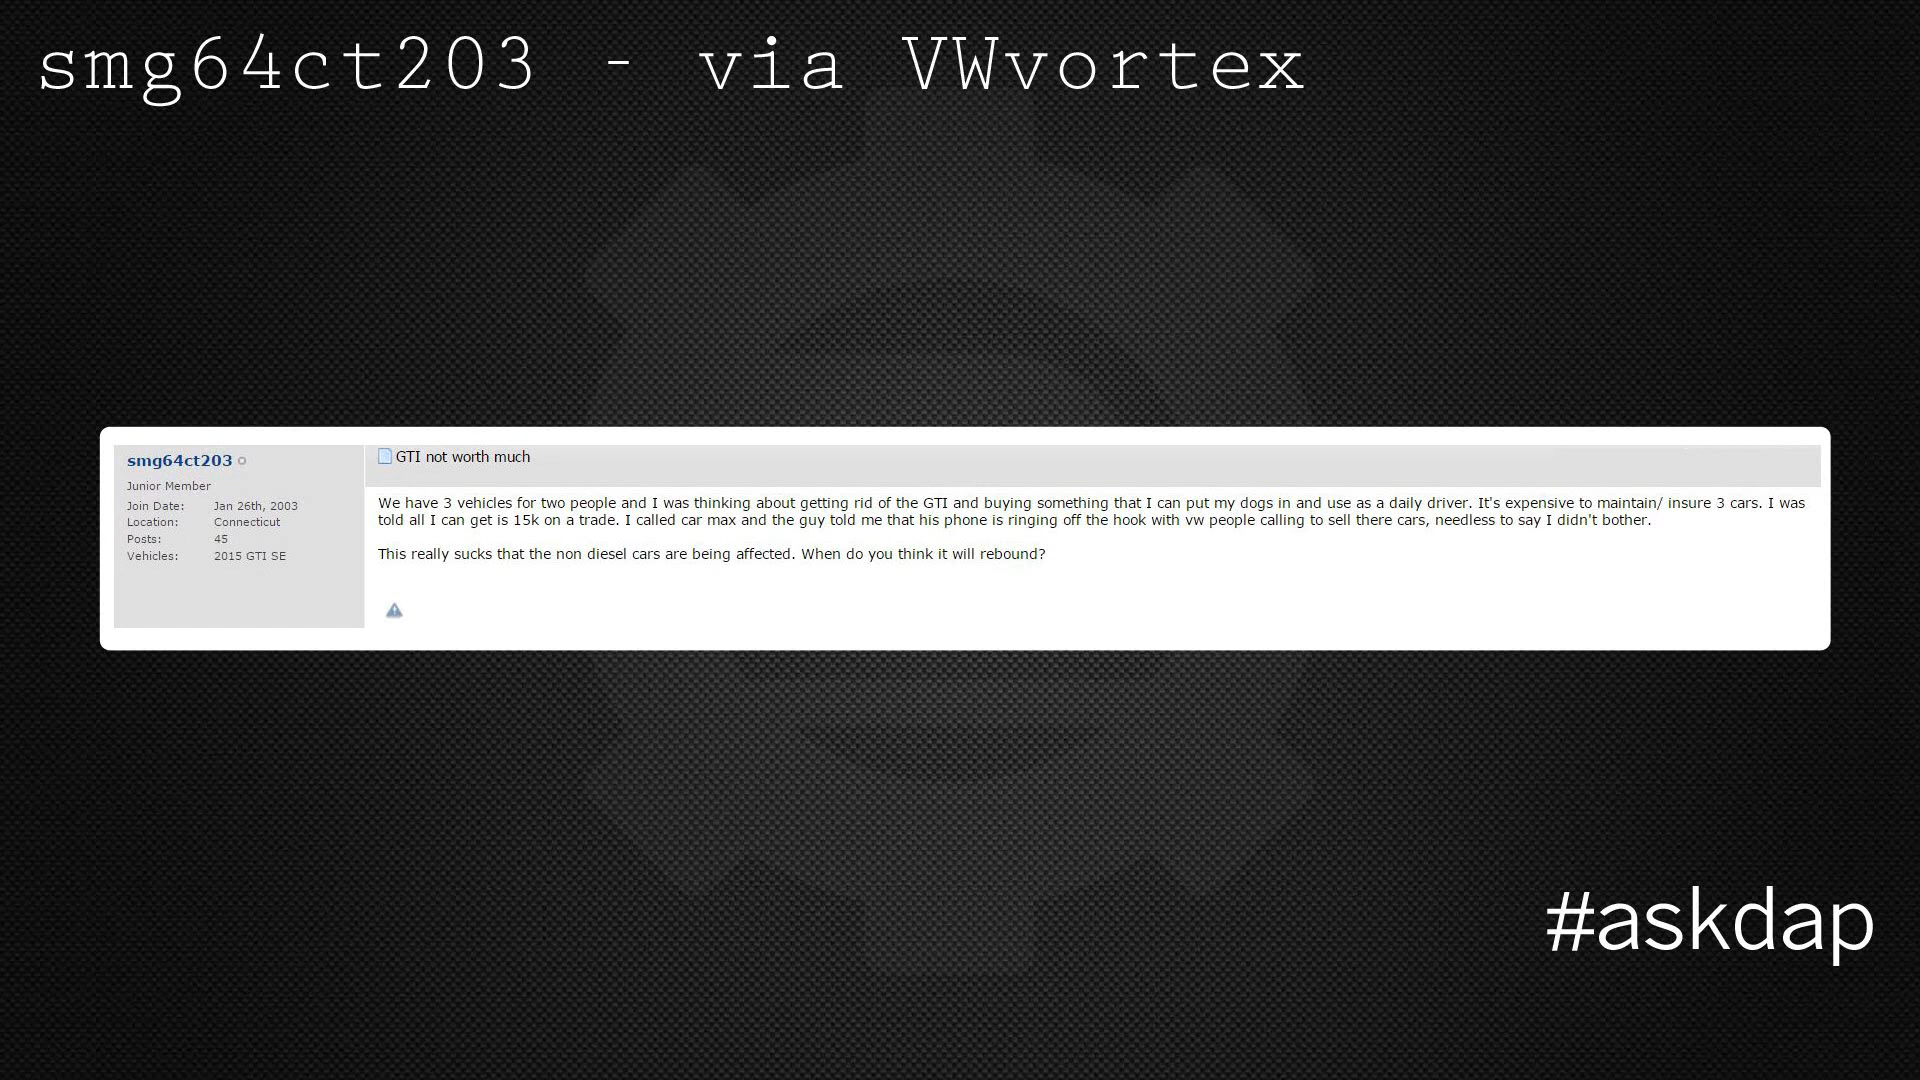 smg64ct203 - via VWvortex
smg64ct203
Junior Member
Join Date: Jan 26th, 2003
Location: Connecticut
Posts: 45
Vehicles: 2015 GTI SE
GTI not worth much
We have 3 vehicles for two people and I was thinking about getting rid of the GTI and buying something that I can put my dogs in and use as a daily driver. It's expensive to maintain/ insure 3 cars. I was
told all I can get is 15k on a trade. I called car max and the guy told me that his phone is ringing off the hook with vw people calling to sell there cars, needless to say I didn't bother.
This really sucks that the non diesel cars are being affected. When do you think it will rebound?
#askdap